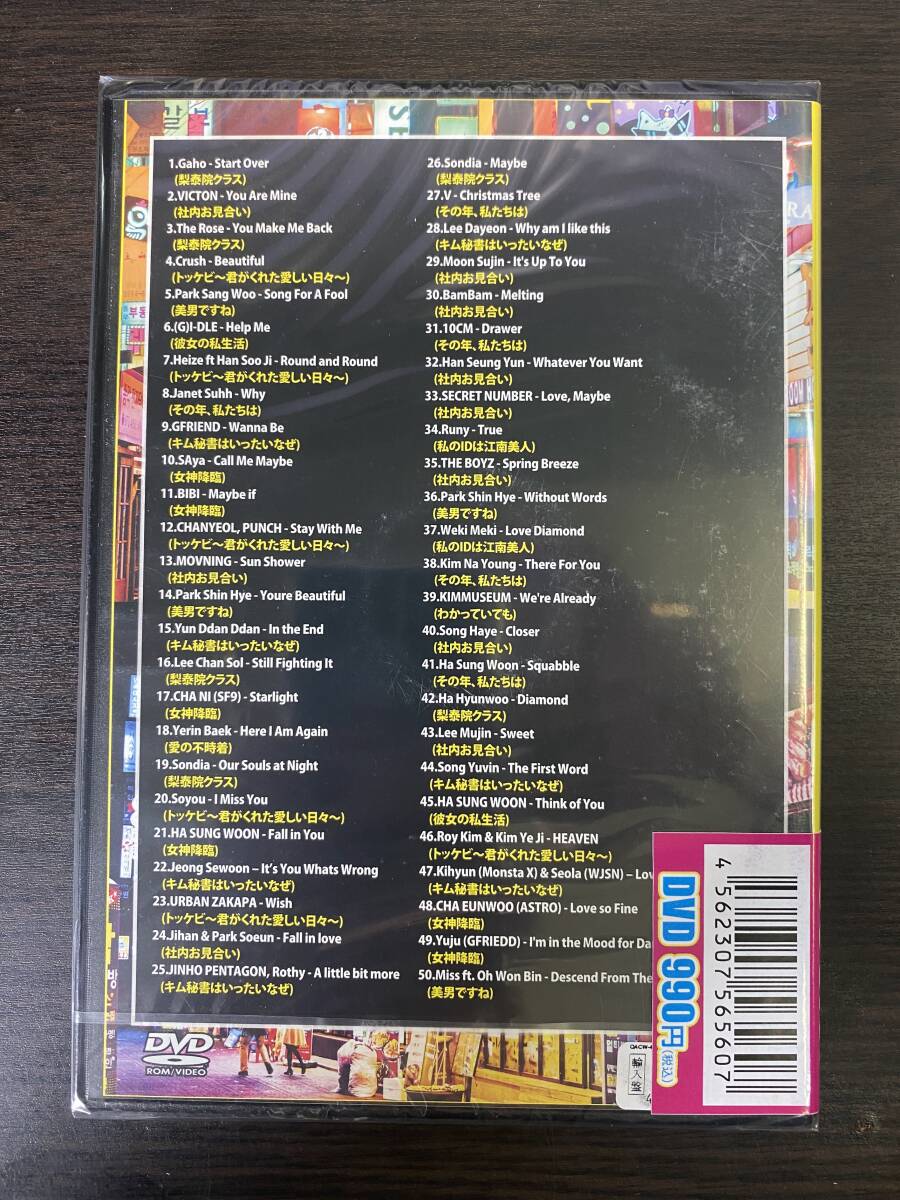 1.Gaho - Start Over
(梨泰院クラス)
2.VICTON - You Are Mine
(社内お見合い)
3.The Rose - You Make Me Back
(梨泰院クラス)
4.Crush - Beautiful
(トッケビ〜君がくれた愛しい日々〜)
5.Park Sang Woo - Song For A Fool
(美男ですね)
6.(G)I-DLE - Help Me
(彼女の私生活)
7.Heize ft Han Soo Ji - Round and Round
(トッケビ〜君がくれた愛しい日々〜)
8.Janet Suhh - Why
(その年、私たちは)
9.GFRIEND - Wanna Be
(キム秘書はいったいなぜ)
10.SAya - Call Me Maybe
(女神降臨)
11.BIBI - Maybe if
(女神降臨)
12.CHANYEOL, PUNCH - Stay With Me
(トッケビ〜君がくれた愛しい日々〜)
13.MOVNING - Sun Shower
(社内お見合い)
14.Park Shin Hye - Youre Beautiful
(美男ですね)
15.Yun Ddan Ddan - In the End
(キム秘書はいったいなぜ)
16.Lee Chan Sol - Still Fighting It
(梨泰院クラス)
17.CHA NI (SF9) - Starlight
(女神降臨)
18.Yerin Baek - Here I Am Again
(愛の不時着)
19.Sondia - Our Souls at Night
(梨泰院クラス)
20.Soyou - I Miss You
(トッケビ〜君がくれた愛しい日々〜)
21.HA SUNG WOON - Fall in You
(女神降臨)
22.Jeong Sewoon – It's You Whats Wrong
(キム秘書はいったいなぜ)
23.URBAN ZAKAPA - Wish
(トッケビ〜君がくれた愛しい日々〜)
24.Jihan & Park Soeun - Fall in love
(社内お見合い)
25.JINHO PENTAGON, Rothy - A little bit more
(キム秘書はいったいなぜ)
26.Sondia - Maybe
(梨泰院クラス)
27.V - Christmas Tree
(その年、私たちは)
28.Lee Dayeon - Why am I like this
(キム秘書はいったいなぜ)
29.Moon Sujin - It's Up To You
(社内お見合い)
30.BamBam - Melting
(社内お見合い)
31.10CM - Drawer
(その年、私たちは)
32.Han Seung Yun - Whatever You Want
(社内お見合い)
33.SECRET NUMBER - Love, Maybe
(社内お見合い)
34.Runy - True
(私のIDは江南美人)
35.THE BOYZ - Spring Breeze
(社内お見合い)
36.Park Shin Hye - Without Words
(美男ですね)
37.Weki Meki - Love Diamond
(私のIDは江南美人)
38.Kim Na Young - There For You
(その年、私たちは)
39.KIMMUSEUM - We're Already
(わかっていても)
40.Song Haye - Closer
(社内お見合い)
41.Ha Sung Woon - Squabble
(その年、私たちは)
42.Ha Hyunwoo - Diamond
(梨泰院クラス)
43.Lee Mujin - Sweet
(社内お見合い)
44.Song Yuvin - The First Word
(キム秘書はいったいなぜ)
45.HA SUNG WOON - Think of You
(彼女の私生活)
46.Roy Kim & Kim Ye Ji - HEAVEN
(トッケビ〜君がくれた愛しい日々〜)
47.Kihyun (Monsta X) & Seola (WJSN) – Lov
(キム秘書はいったいなぜ)
48.CHA EUNWOO (ASTRO) - Love so Fine
(女神降臨)
49.Yuju (GFRIEDD) - I'm in the Mood for Da
(女神降臨)
50.Miss ft. Oh Won Bin - Descend From The
(美男ですね)
DVD
ROM/VIDEO
輸入盤
DVD 990円(税込)
4 562307 565607